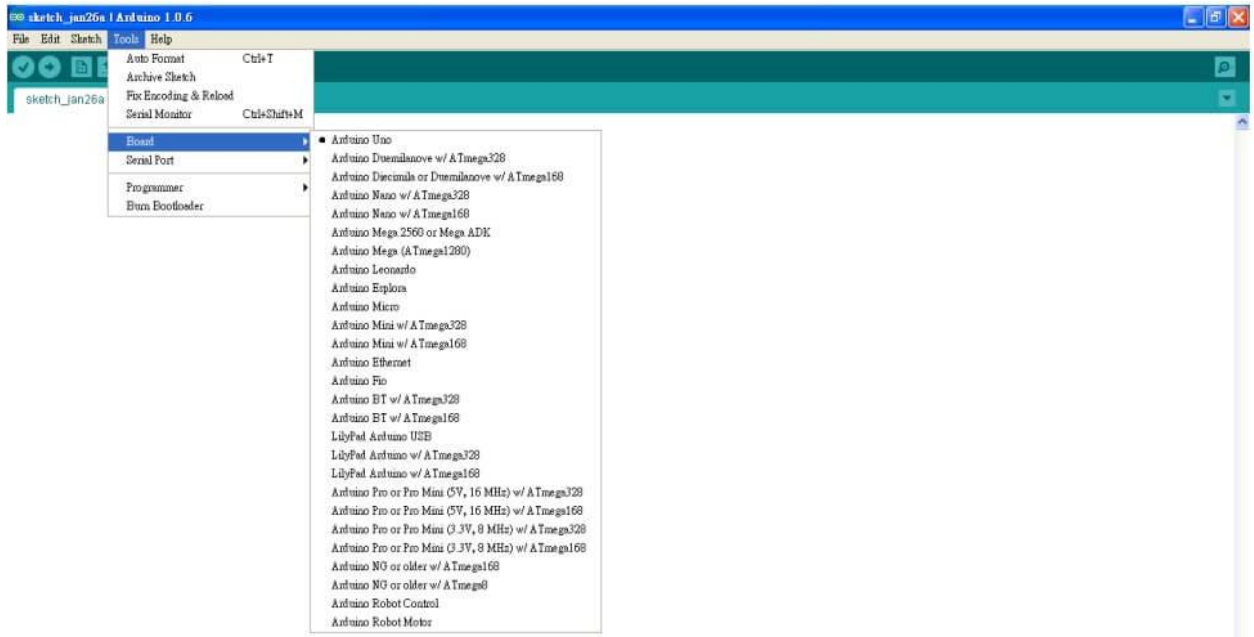 sketch_jan26a | Arduino 1.0.6
File Edit Sketch Tools Help
sketch_jan26a
Auto Format Ctrl+T
Archive Sketch
Fix Encoding & Reload
Serial Monitor Ctrl+Shift+M
Board
Serial Port
Programmer
Burn Bootloader
Arduino Uno
Arduino Duemilanove w/ ATmega328
Arduino Diecimila or Duemilanove w/ ATmega168
Arduino Nano w/ ATmega328
Arduino Nano w/ ATmega168
Arduino Mega 2560 or Mega ADK
Arduino Mega (ATmega1280)
Arduino Leonardo
Arduino Esplora
Arduino Micro
Arduino Mini w/ ATmega328
Arduino Mini w/ ATmega168
Arduino Ethernet
Arduino Fio
Arduino BT w/ ATmega328
Arduino BT w/ ATmega168
LilyPad Arduino USB
LilyPad Arduino w/ ATmega328
LilyPad Arduino w/ ATmega168
Arduino Pro or Pro Mini (5V, 16 MHz) w/ ATmega328
Arduino Pro or Pro Mini (5V, 16 MHz) w/ ATmega168
Arduino Pro or Pro Mini (3.3V, 8 MHz) w/ ATmega328
Arduino Pro or Pro Mini (3.3V, 8 MHz) w/ ATmega168
Arduino NG or older w/ ATmega168
Arduino NG or older w/ ATmega8
Arduino Robot Control
Arduino Robot Motor